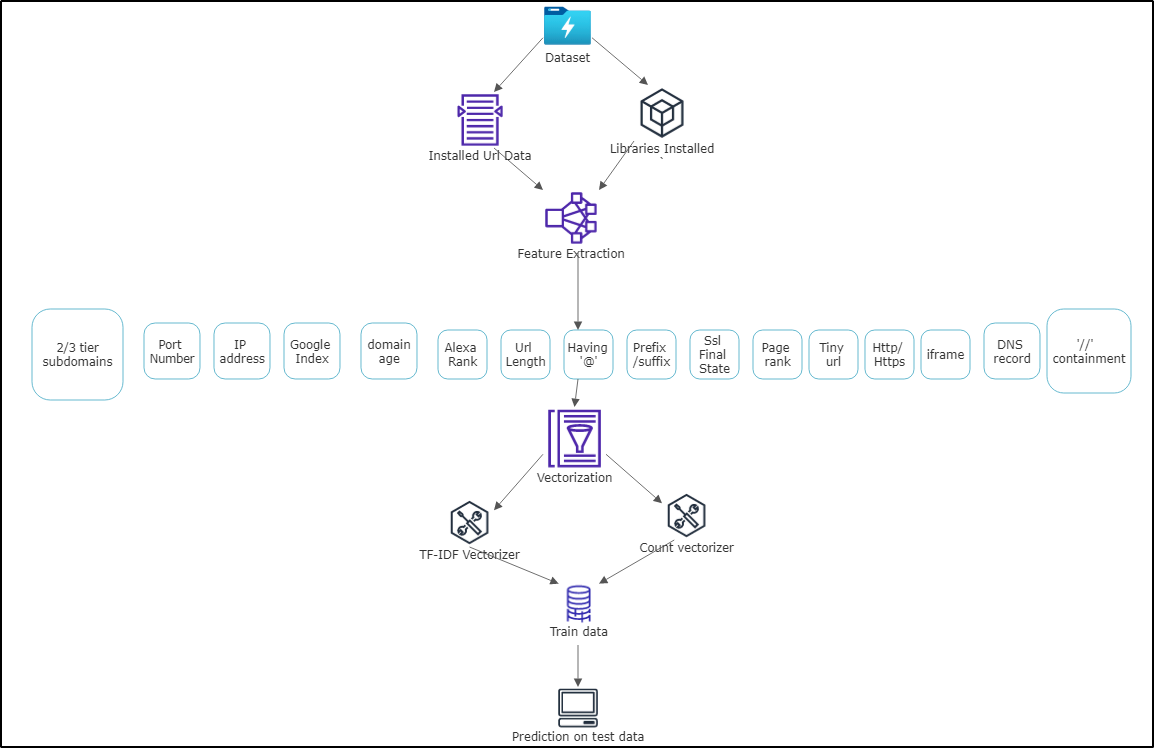 Dataset
Installed Url Data
Libraries Installed
`
Feature Extraction
2/3 tier
subdomains
Port
Number
IP
address
Google
Index
domain
age
Alexa
Rank
Url
Length
Having
'@'
Prefix
/suffix
Ssl
Final
State
Page
rank
Tiny
url
Http/
Https
iframe
DNS
record
'//'
containment
Vectorization
TF-IDF Vectorizer
Count vectorizer
Train data
Prediction on test data